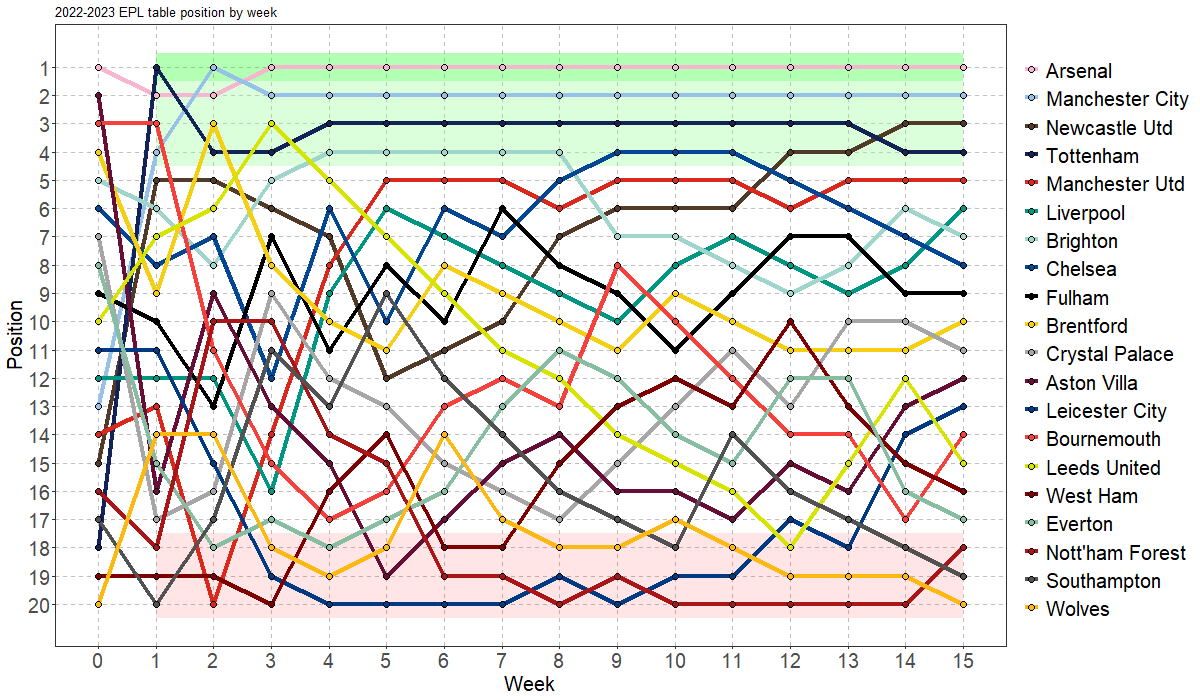 2022-2023 EPL table position by week
Position
1
2
3
4
5
6
7
8
9
10
11
12
13
14
15
16
17
18
19
20
0 1 2 3 4 5 6 7 8 9 10 11 12 13 14 15
Week
Arsenal
Manchester City
Newcastle Utd
Tottenham
Manchester Utd
Liverpool
Brighton
Chelsea
Fulham
Brentford
Crystal Palace
Aston Villa
Leicester City
Bournemouth
Leeds United
West Ham
Everton
Nott'ham Forest
Southampton
Wolves